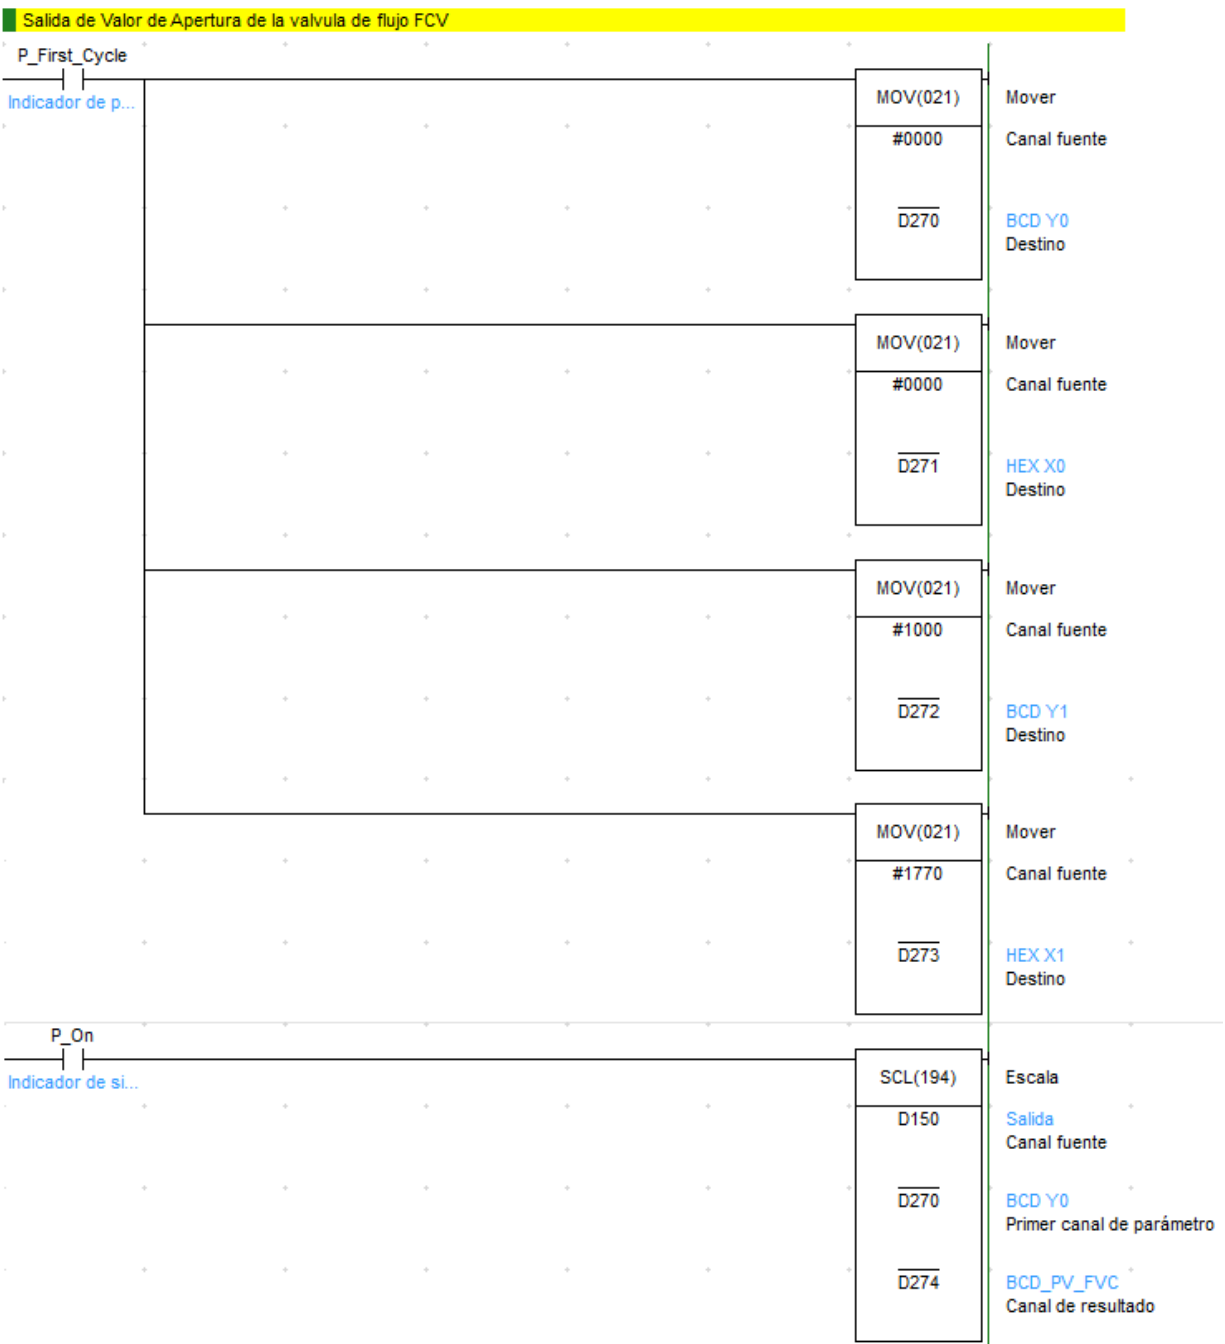 Salida de Valor de Apertura de la valvula de flujo FCV
P_First_Cycle
Indicador de p...
MOV(021) Mover
#0000 Canal fuente
D270 BCD Y0
Destino
MOV(021) Mover
#0000 Canal fuente
D271 HEX X0
Destino
MOV(021) Mover
#1000 Canal fuente
D272 BCD Y1
Destino
MOV(021) Mover
#1770 Canal fuente
D273 HEX X1
Destino
P_On
Indicador de si...
SCL(194) Escala
D150 Salida
Canal fuente
D270 BCD Y0
Primer canal de parámetro
D274 BCD_PV_FVC
Canal de resultado